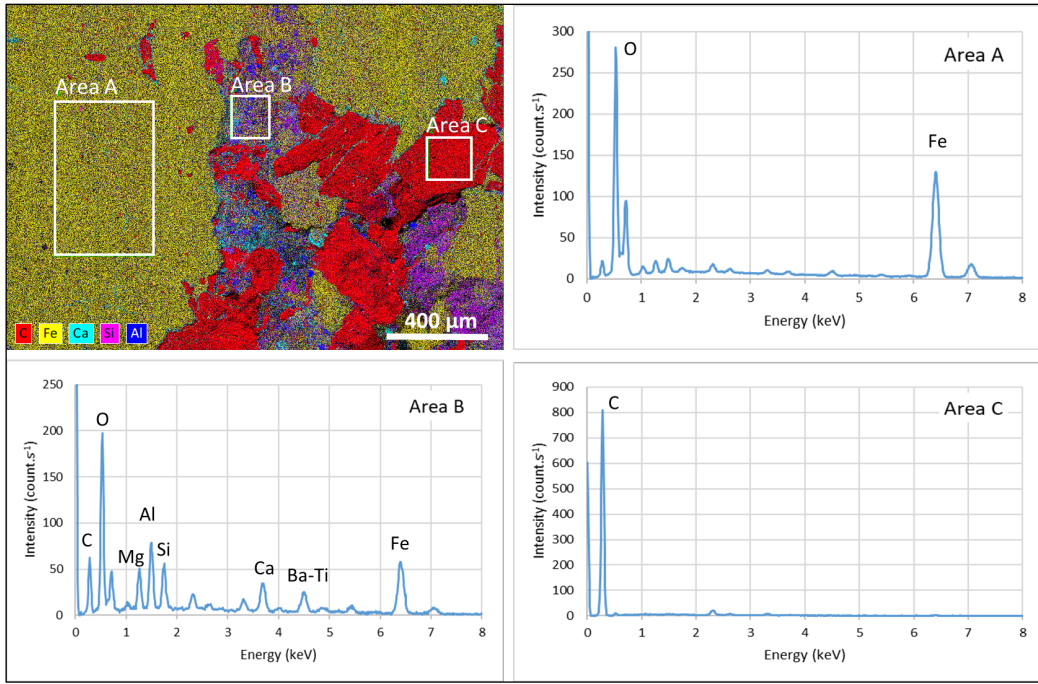 Area A
Area B
Area C
C Fe Ca Si Al
400 μm
Area A
O
Fe
Intensity (count.s⁻¹)
300
250
200
150
100
50
0
0 1 2 3 4 5 6 7 8
Energy (keV)
Area B
O
C
Mg
Al
Si
Ca
Ba-Ti
Fe
Intensity (count.s⁻¹)
250
200
150
100
50
0
0 1 2 3 4 5 6 7 8
Energy (keV)
Area C
C
Intensity (count.s⁻¹)
900
800
700
600
500
400
300
200
100
0
0 1 2 3 4 5 6 7 8
Energy (keV)